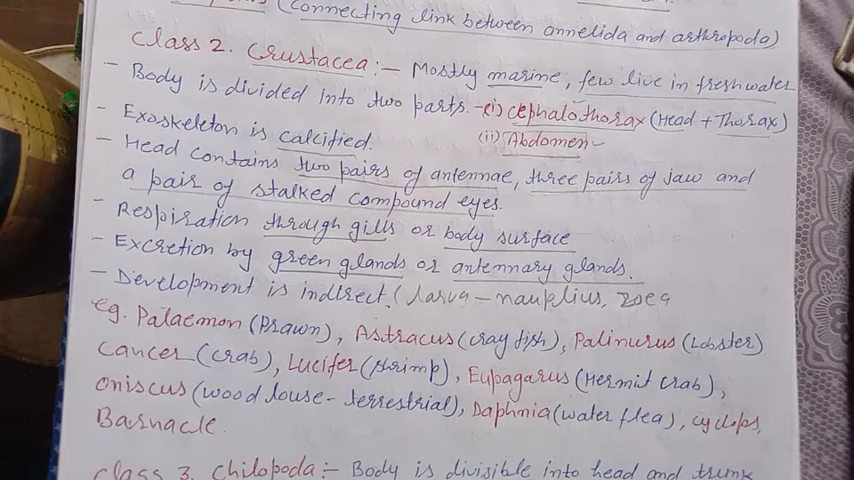 (connecting link between annelida and arthropoda)
Class 2. Crustacea:- Mostly marine, few live in freshwater
- Body is divided into two parts - (i) cephalothorax (Head + Thorax)
(ii) Abdomen
- Exoskeleton is calcified.
- Head contains two pairs of antennae, three pairs of jaw and
a pair of stalked compound eyes.
- Respiration through gills or body surface
- Excretion by green glands or antennary glands.
- Development is indirect. (larva - nauplius, zoea
eg. Palaemon (Prawn), Astracus (cray fish), Palinurus (Lobster)
cancer (crab), Lucifer (shrimp), Eupagarus (Hermit crab),
oniscus (wood louse - terrestrial), Daphnia (water flea), cyclops,
Barnacle.
Class 3. Chilopoda:- Body is divisible into head and trunk